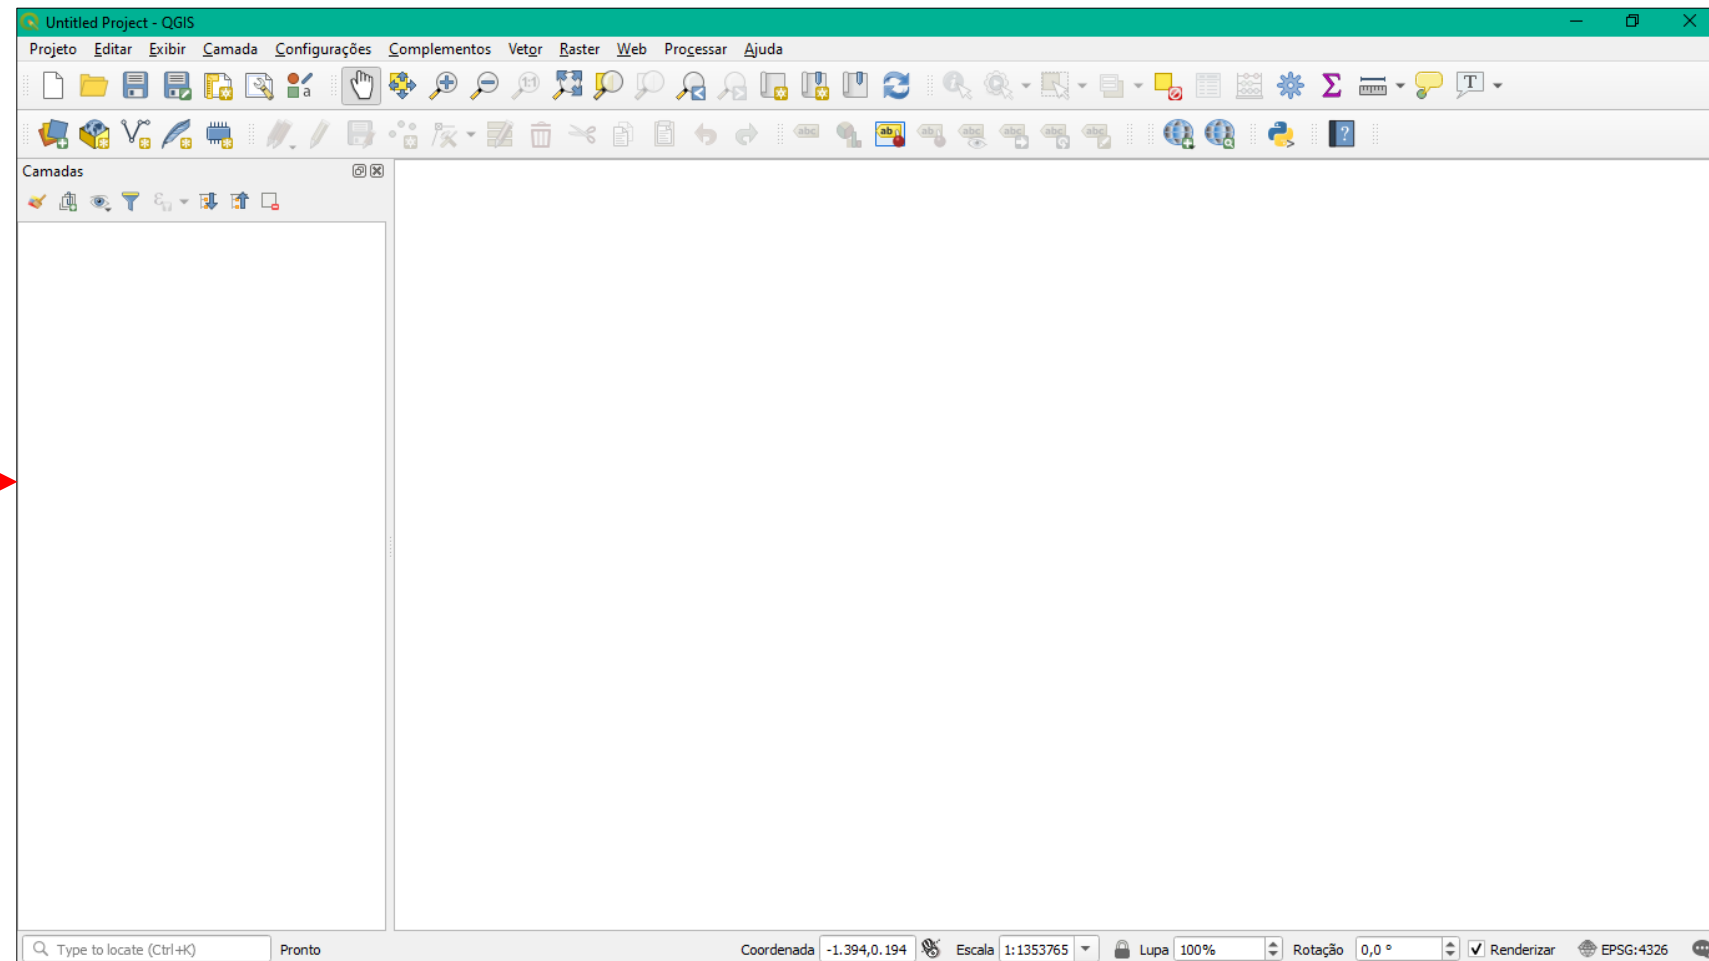 Untitled Project - QGIS
Projeto Editar Exibir Camada Configurações Complementos Vetor Raster Web Processar Ajuda
Camadas
Type to locate (Ctrl+K) Pronto Coordenada -1.394,0.194 Escala 1:1353765 Lupa 100% Rotação 0,0 ° Renderizar EPSG:4326